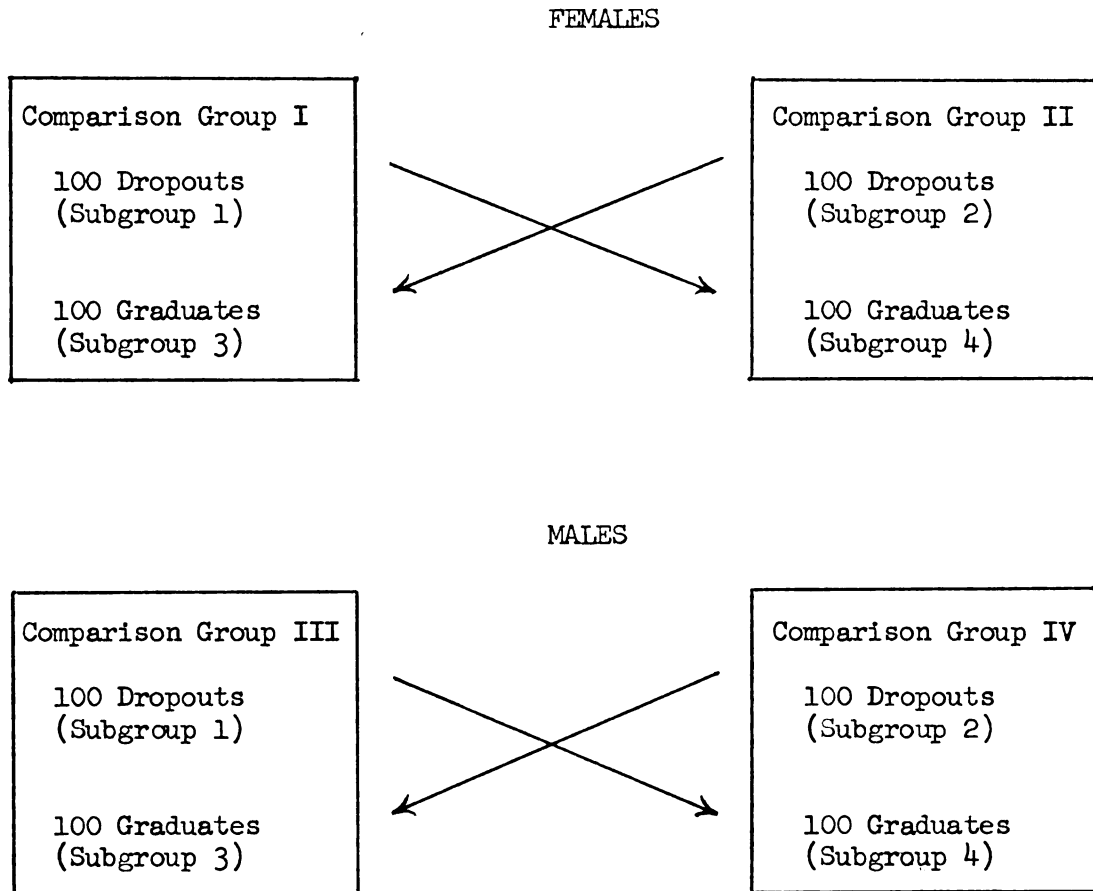 FEMALES
Comparison Group I
100 Dropouts
(Subgroup 1)
100 Graduates
(Subgroup 3)
Comparison Group II
100 Dropouts
(Subgroup 2)
100 Graduates
(Subgroup 4)
MALES
Comparison Group III
100 Dropouts
(Subgroup 1)
100 Graduates
(Subgroup 3)
Comparison Group IV
100 Dropouts
(Subgroup 2)
100 Graduates
(Subgroup 4)